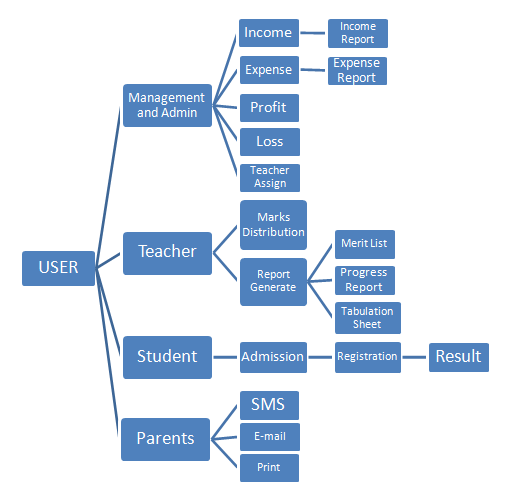 Income
Income
Report
Expense
Expense
Report
Management
and Admin
Profit
Loss
Teacher
Assign
Marks
Distribution
Teacher
Merit List
USER
Report
Generate
Progress
Report
Tabulation
Sheet
Student
Admission
Registration
Result
SMS
Parents
E-mail
Print